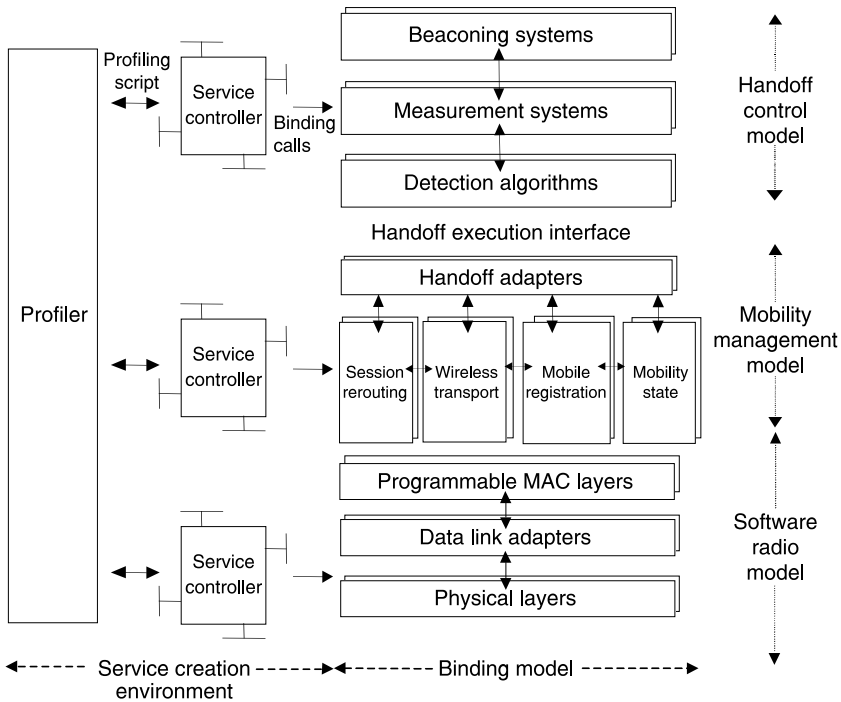 Beaconing systems
Profiling
script
Service
controller
Binding
calls
Measurement systems
Detection algorithms
Handoff
control
model
Handoff execution interface
Profiler
Handoff adapters
Service
controller
Session
rerouting
Wireless
transport
Mobile
registration
Mobility
state
Mobility
management
model
Programmable MAC layers
Service
controller
Data link adapters
Physical layers
Software
radio
model
Service creation
environment
Binding model